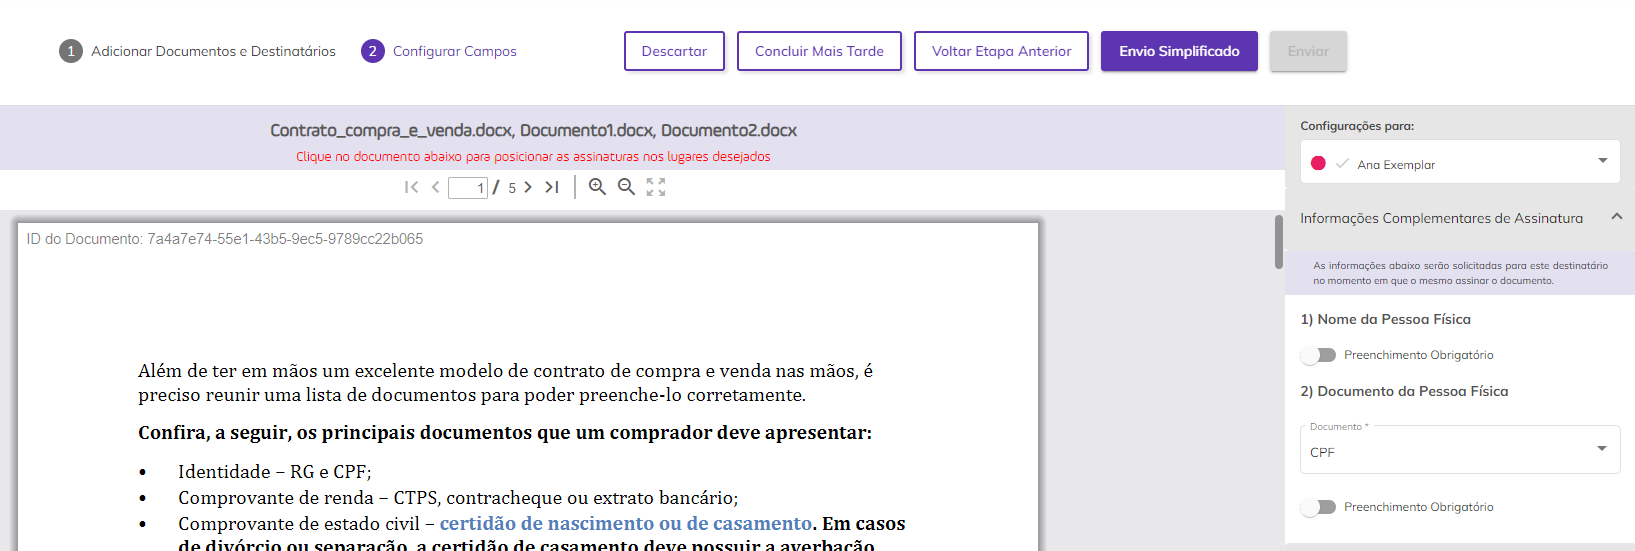 1 Adicionar Documentos e Destinatários 2 Configurar Campos Descartar Concluir Mais Tarde Voltar Etapa Anterior Envio Simplificado Enviar
Contrato_compra_e_venda.docx, Documento1.docx, Documento2.docx
Clique no documento abaixo para posicionar as assinaturas nos lugares desejados
1 / 5
ID do Documento: 7a4a7e74-55e1-43b5-9ec5-9789cc22b065
Além de ter em mãos um excelente modelo de contrato de compra e venda nas mãos, é
preciso reunir uma lista de documentos para poder preenche-lo corretamente.
Confira, a seguir, os principais documentos que um comprador deve apresentar:
• Identidade – RG e CPF;
• Comprovante de renda – CTPS, contracheque ou extrato bancário;
• Comprovante de estado civil – certidão de nascimento ou de casamento. Em casos
de divórcio ou separação, a certidão de casamento deve possuir a averbação
Configurações para:
Ana Exemplar
Informações Complementares de Assinatura
As informações abaixo serão solicitadas para este destinatário
no momento em que o mesmo assinar o documento.
1) Nome da Pessoa Física
Preenchimento Obrigatório
2) Documento da Pessoa Física
Documento *
CPF
Preenchimento Obrigatório